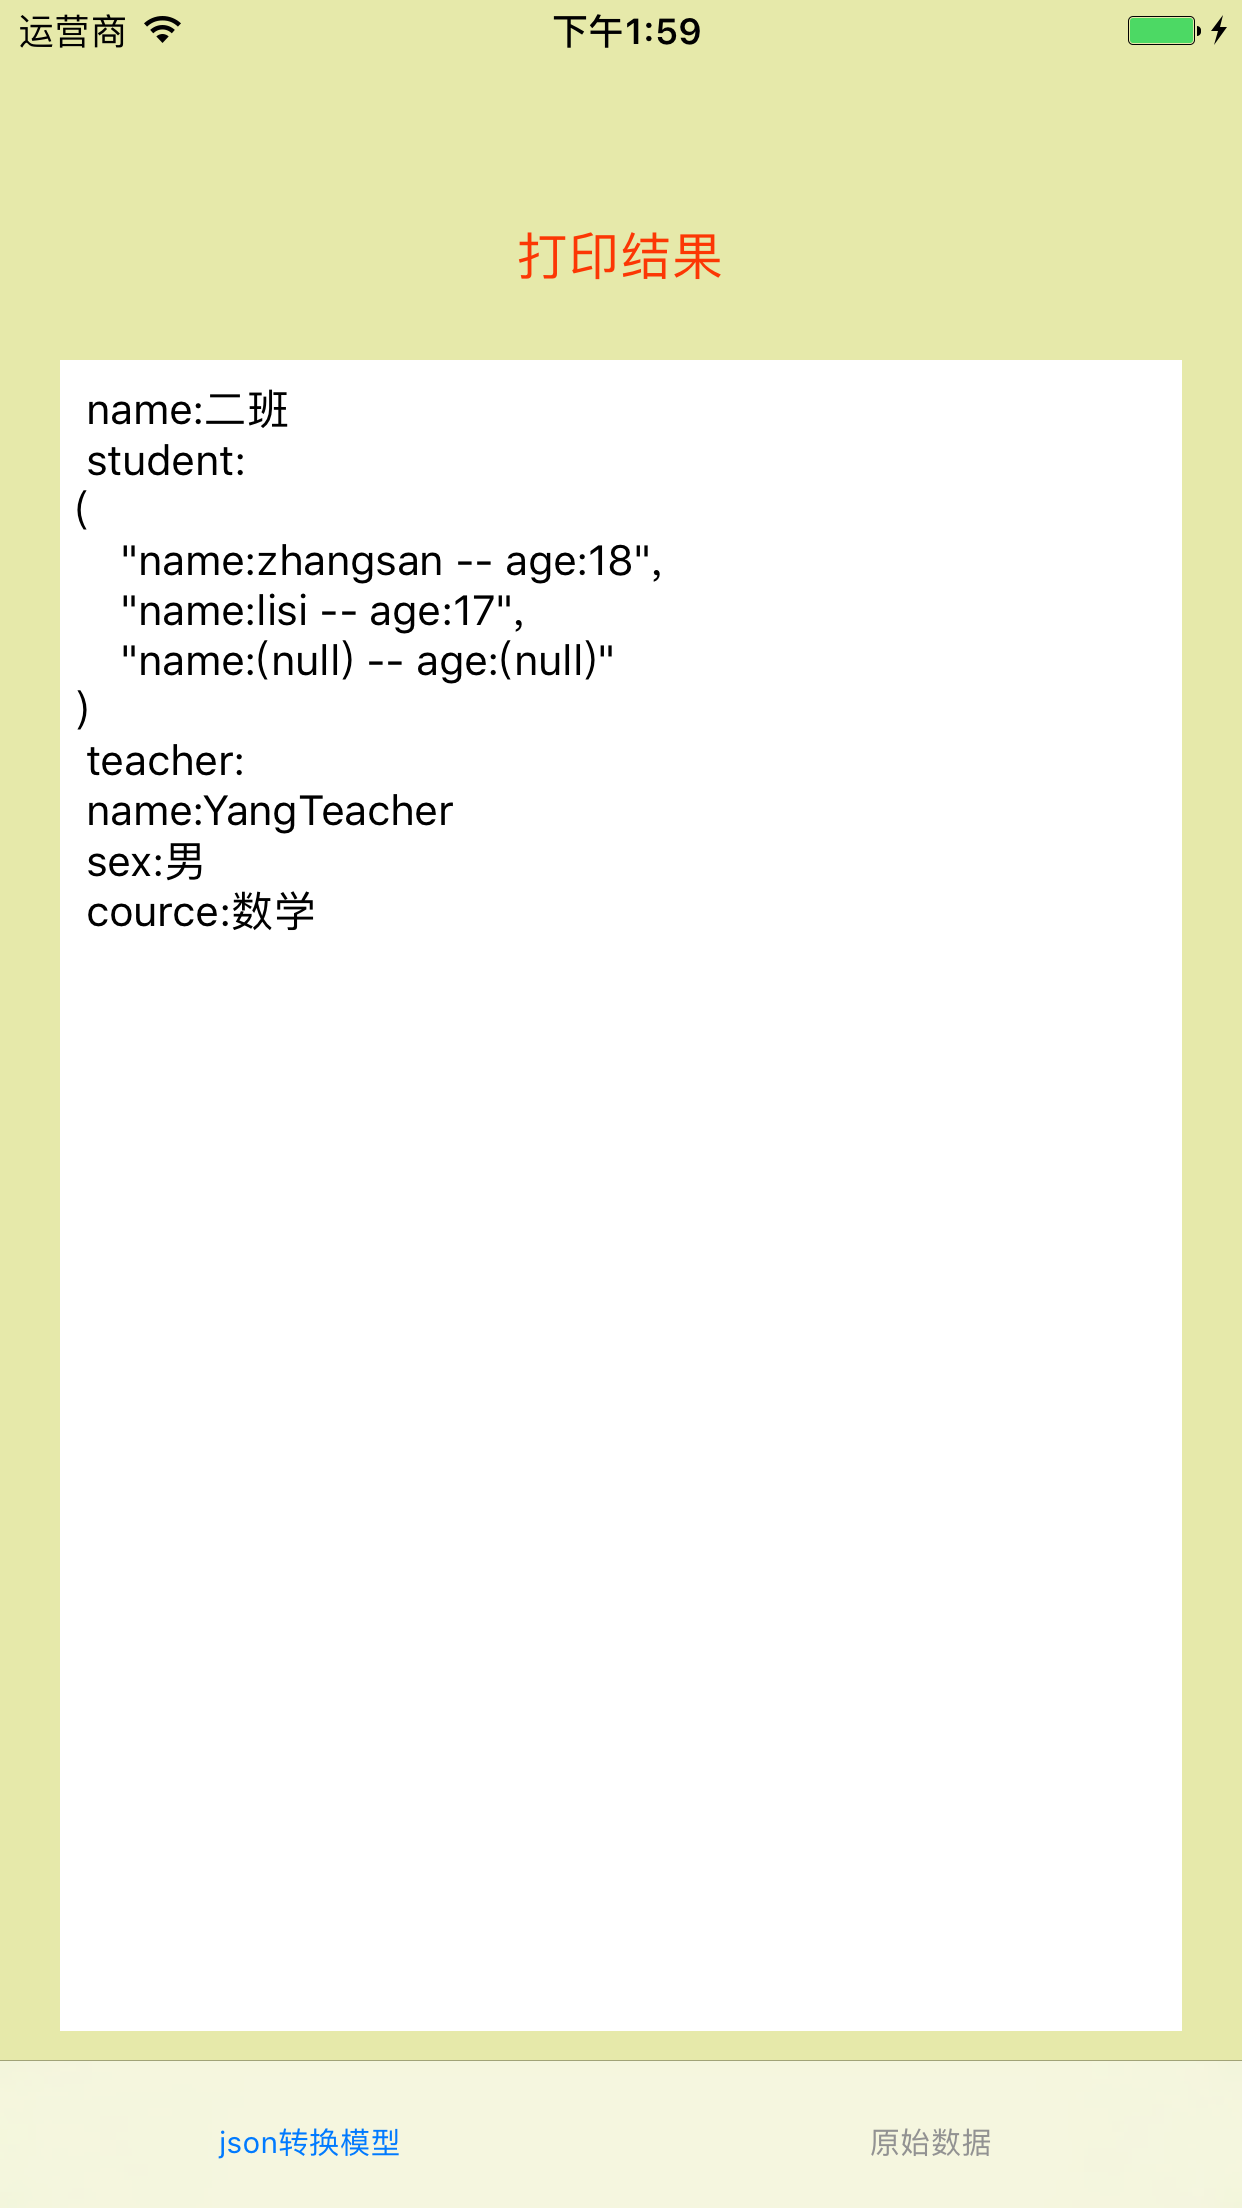 运营商 下午1:59
打印结果
name:二班
student:
(
"name:zhangsan -- age:18",
"name:lisi -- age:17",
"name:(null) -- age:(null)"
)
teacher:
name:YangTeacher
sex:男
cource:数学
json转换模型 原始数据